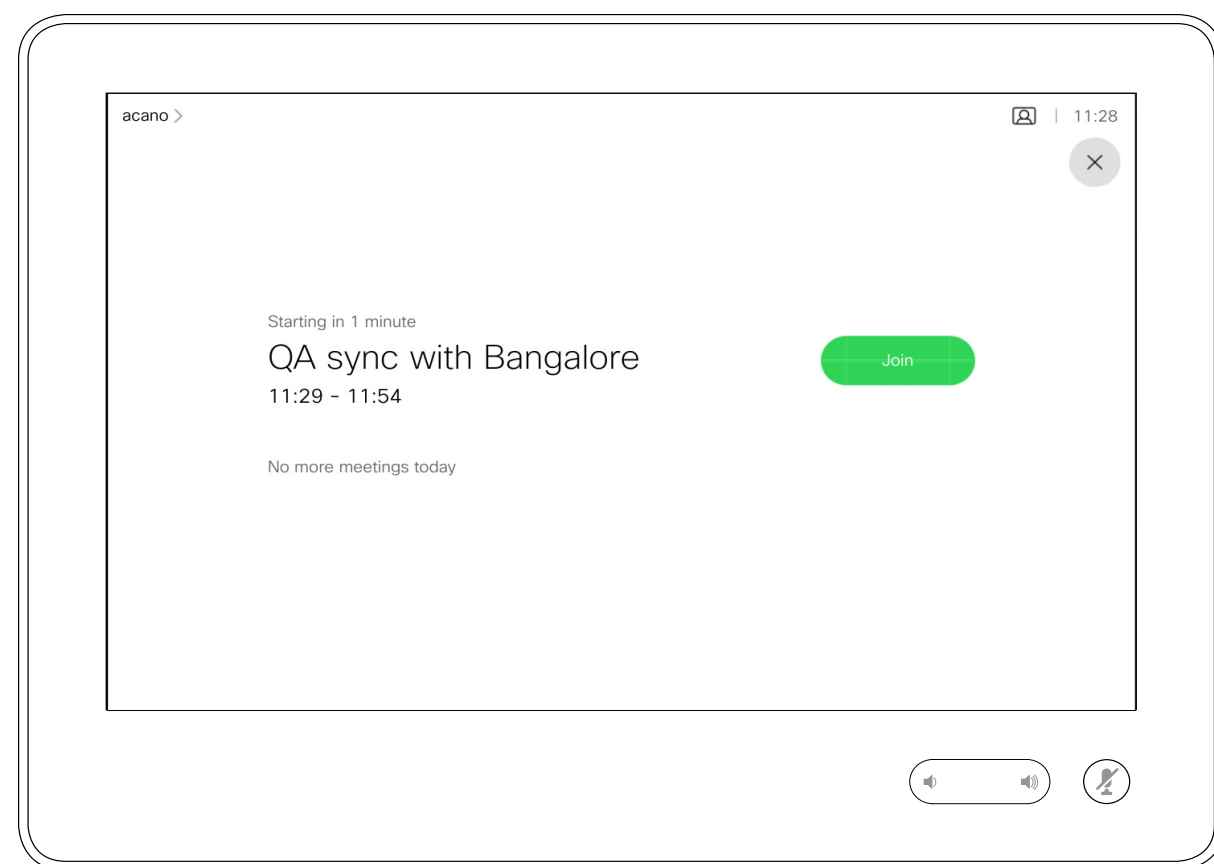 acano
11:28
Starting in 1 minute
QA sync with Bangalore
11:29 - 11:54
Join
No more meetings today